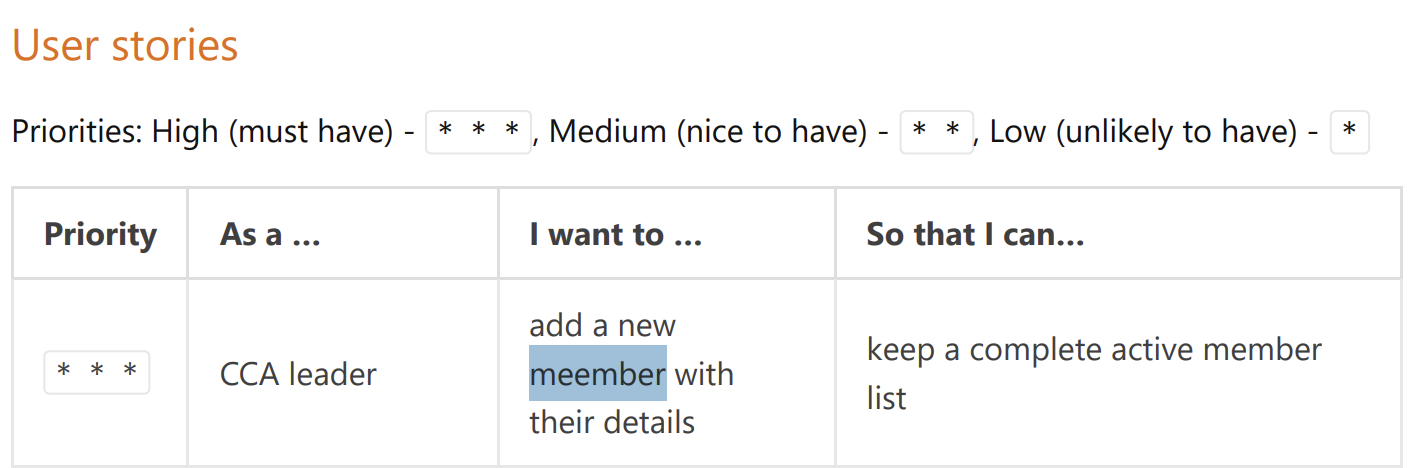 User stories
Priorities: High (must have) - * * *, Medium (nice to have) - * *, Low (unlikely to have) - *
Priority As a ... I want to ... So that I can...
* * * CCA leader add a new meember with their details keep a complete active member list